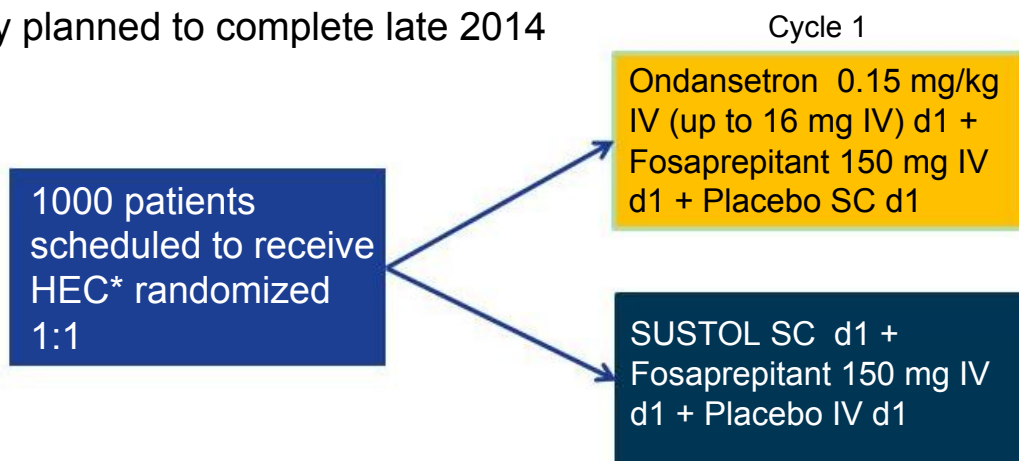 y planned to complete late 2014
Cycle 1
Ondansetron 0.15 mg/kg
IV (up to 16 mg IV) d1 +
Fosaprepitant 150 mg IV
d1 + Placebo SC d1
1000 patients
scheduled to receive
HEC* randomized
1:1
SUSTOL SC d1 +
Fosaprepitant 150 mg IV
d1 + Placebo IV d1